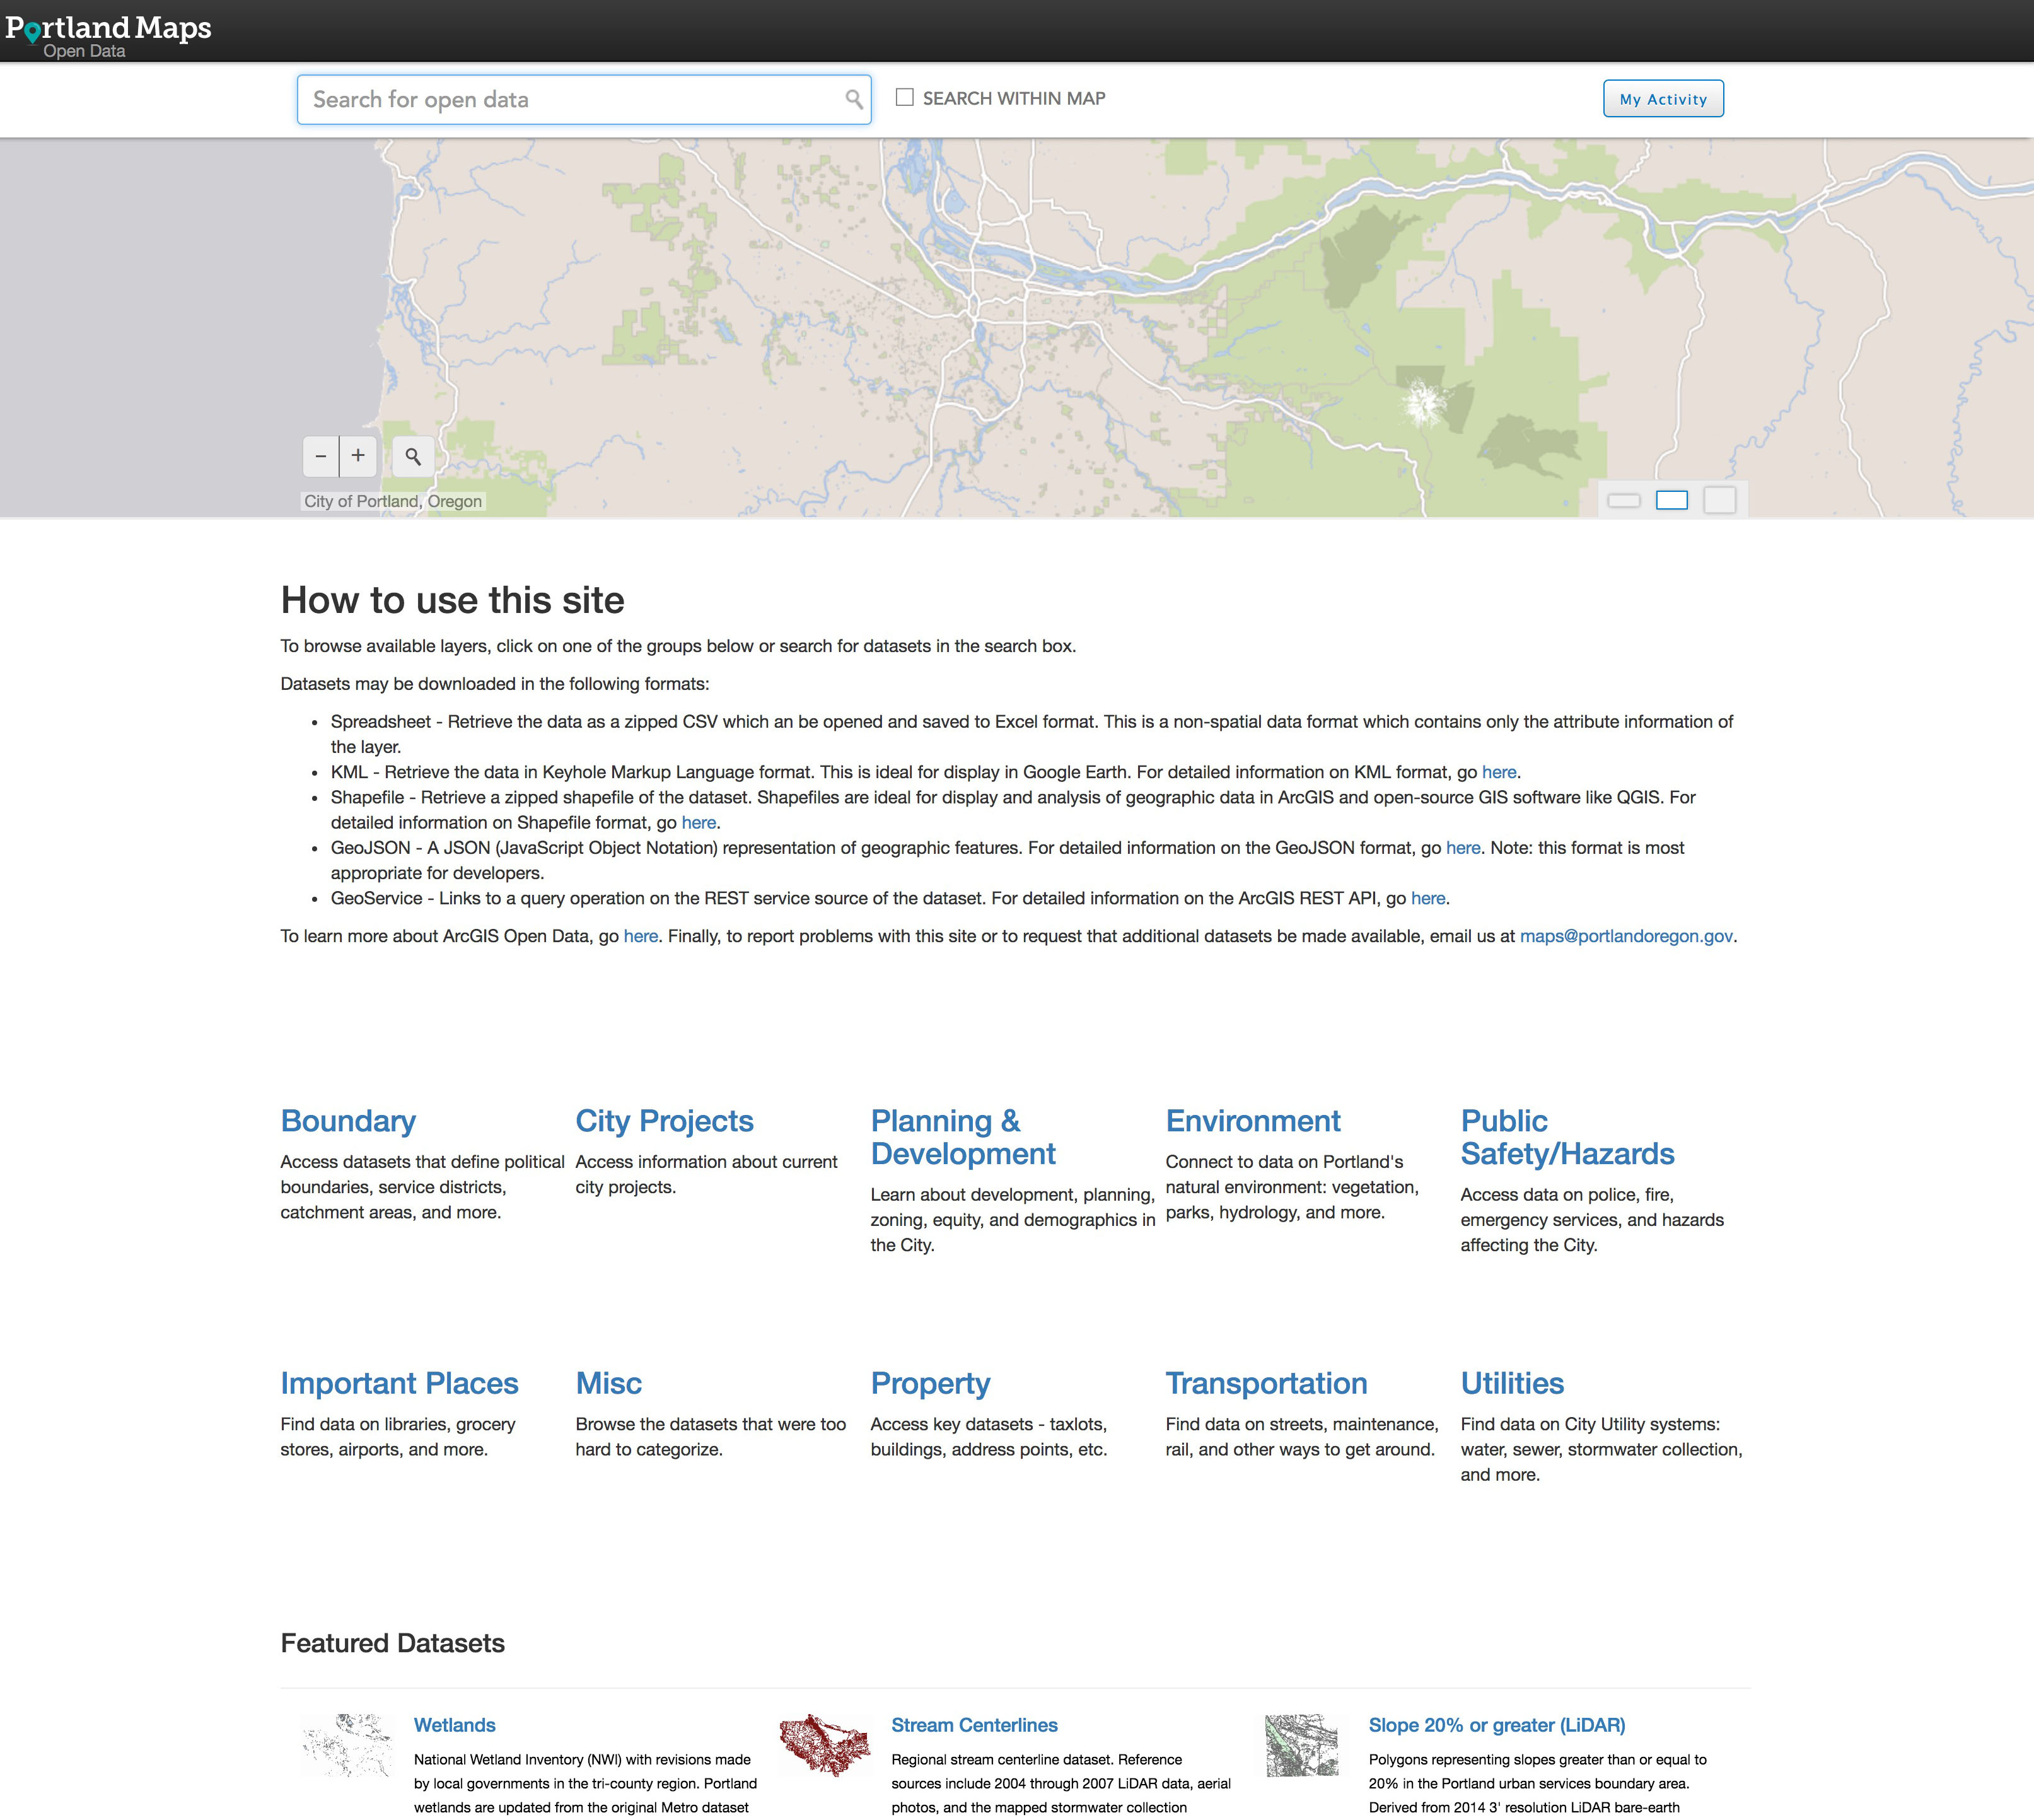 Portland Maps
Open Data
Search for open data
SEARCH WITHIN MAP
My Activity
− +
City of Portland, Oregon
How to use this site
To browse available layers, click on one of the groups below or search for datasets in the search box.
Datasets may be downloaded in the following formats:
• Spreadsheet - Retrieve the data as a zipped CSV which an be opened and saved to Excel format. This is a non-spatial data format which contains only the attribute information of
the layer.
• KML - Retrieve the data in Keyhole Markup Language format. This is ideal for display in Google Earth. For detailed information on KML format, go here.
• Shapefile - Retrieve a zipped shapefile of the dataset. Shapefiles are ideal for display and analysis of geographic data in ArcGIS and open-source GIS software like QGIS. For
detailed information on Shapefile format, go here.
• GeoJSON - A JSON (JavaScript Object Notation) representation of geographic features. For detailed information on the GeoJSON format, go here. Note: this format is most
appropriate for developers.
• GeoService - Links to a query operation on the REST service source of the dataset. For detailed information on the ArcGIS REST API, go here.
To learn more about ArcGIS Open Data, go here. Finally, to report problems with this site or to request that additional datasets be made available, email us at maps@portlandoregon.gov.
Boundary
Access datasets that define political
boundaries, service districts,
catchment areas, and more.
City Projects
Access information about current
city projects.
Planning &
Development
Learn about development, planning,
zoning, equity, and demographics in
the City.
Environment
Connect to data on Portland's
natural environment: vegetation,
parks, hydrology, and more.
Public
Safety/Hazards
Access data on police, fire,
emergency services, and hazards
affecting the City.
Important Places
Find data on libraries, grocery
stores, airports, and more.
Misc
Browse the datasets that were too
hard to categorize.
Property
Access key datasets - taxlots,
buildings, address points, etc.
Transportation
Find data on streets, maintenance,
rail, and other ways to get around.
Utilities
Find data on City Utility systems:
water, sewer, stormwater collection,
and more.
Featured Datasets
Wetlands
National Wetland Inventory (NWI) with revisions made
by local governments in the tri-county region. Portland
wetlands are updated from the original Metro dataset
Stream Centerlines
Regional stream centerline dataset. Reference
sources include 2004 through 2007 LiDAR data, aerial
photos, and the mapped stormwater collection
Slope 20% or greater (LiDAR)
Polygons representing slopes greater than or equal to
20% in the Portland urban services boundary area.
Derived from 2014 3' resolution LiDAR bare-earth